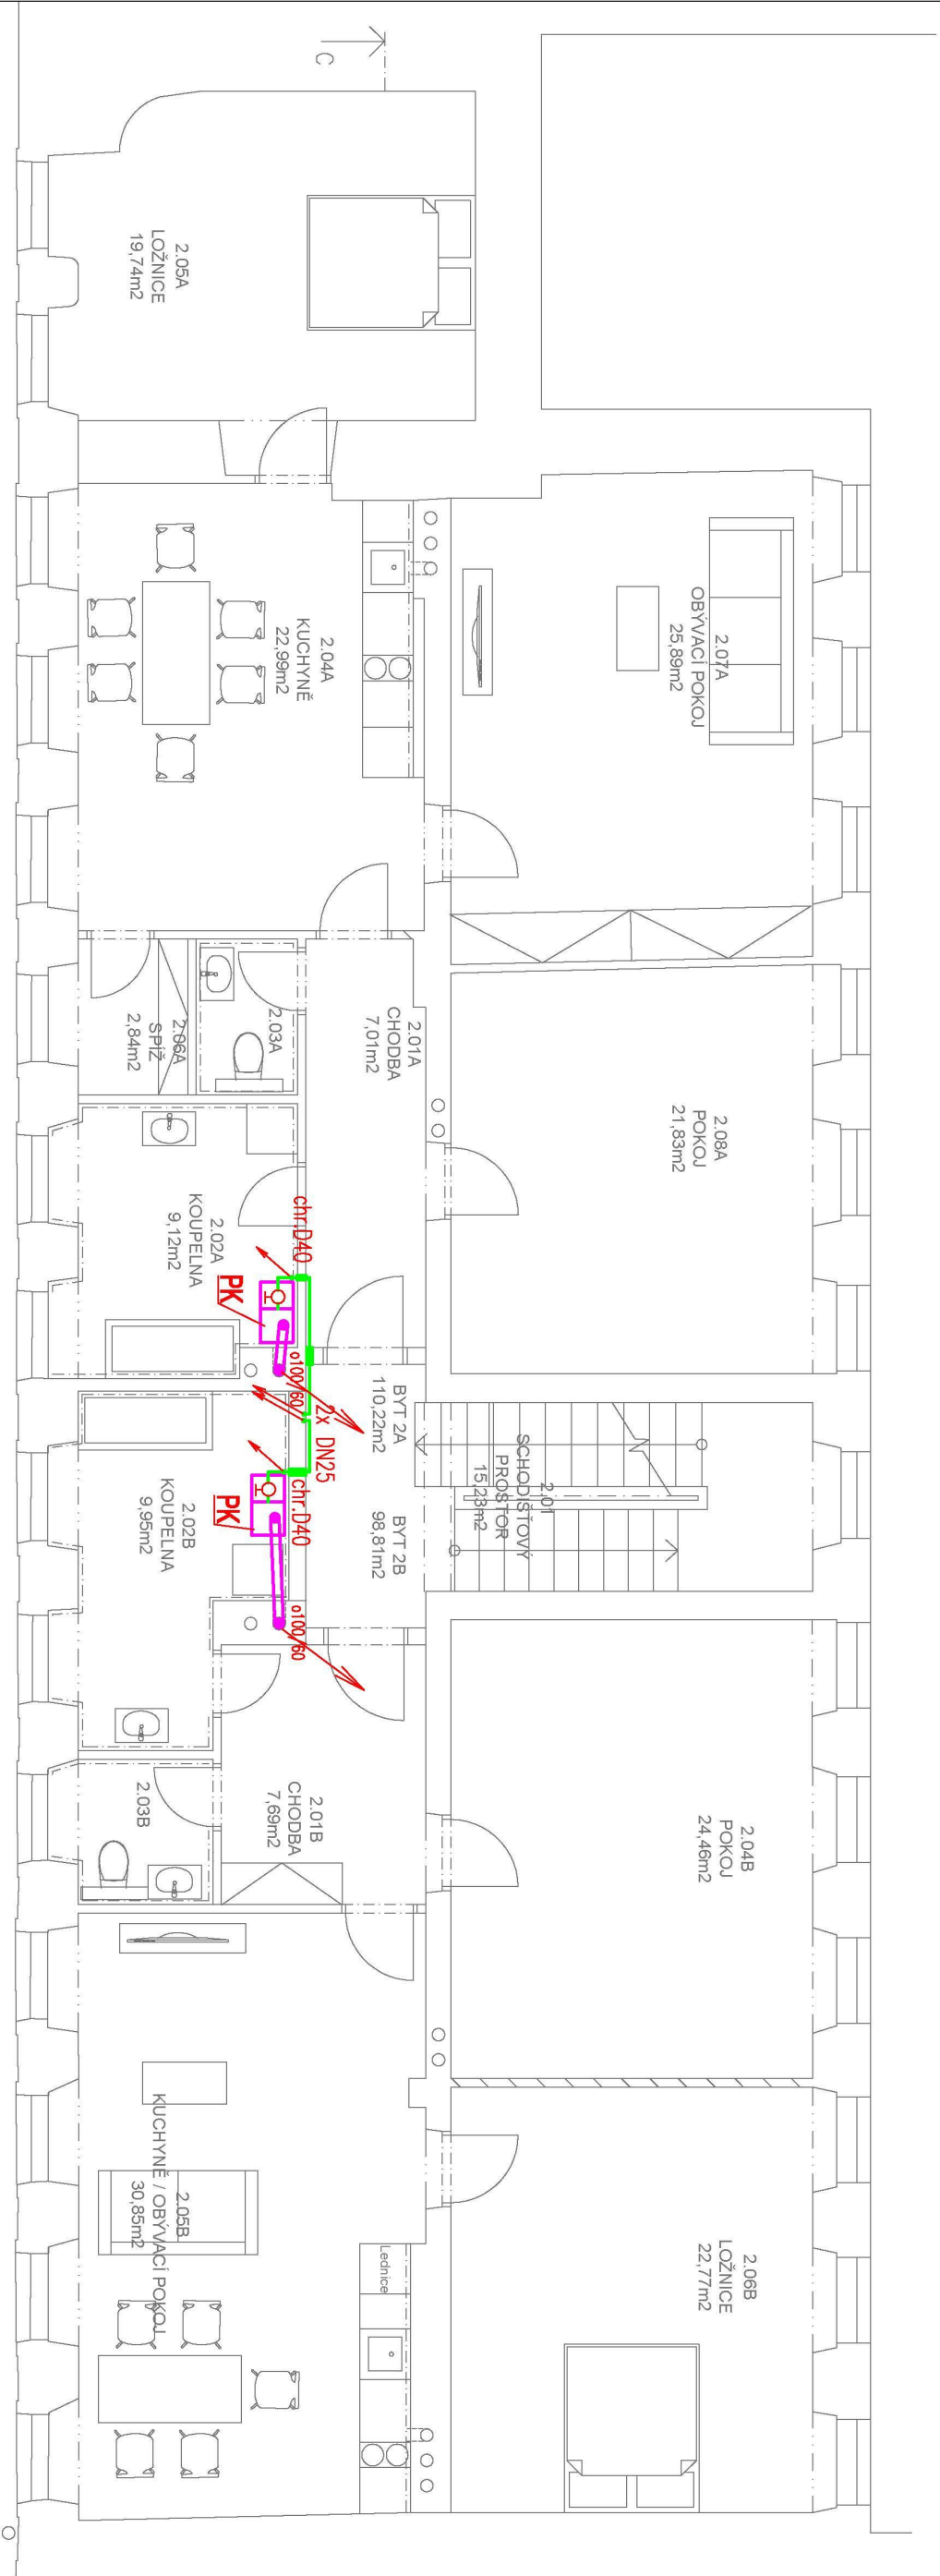 C
2.05A
LOŽNICE
19,74m2
2.04A
KUCHYNĚ
22,99m2
2.07A
OBÝVACÍ POKOJ
25,89m2
2.06A
SPÍŽ
2,84m2
2.03A
2.01A
CHODBA
7,01m2
2.08A
POKOJ
21,83m2
2.02A
KOUPELNA
9,12m2
chr.D40
PK
o100/60
2x DN25
BYT 2A
110,22m2
2.01
SCHODIŠŤOVÝ
PROSTOR
15,23m2
2.02B
KOUPELNA
9,95m2
PK
chr.D40
o100/60
BYT 2B
98,81m2
2.03B
2.01B
CHODBA
7,69m2
2.04B
POKOJ
24,46m2
2.05B
KUCHYNĚ / OBÝVACÍ POKOJ
30,85m2
Lednice
2.06B
LOŽNICE
22,77m2